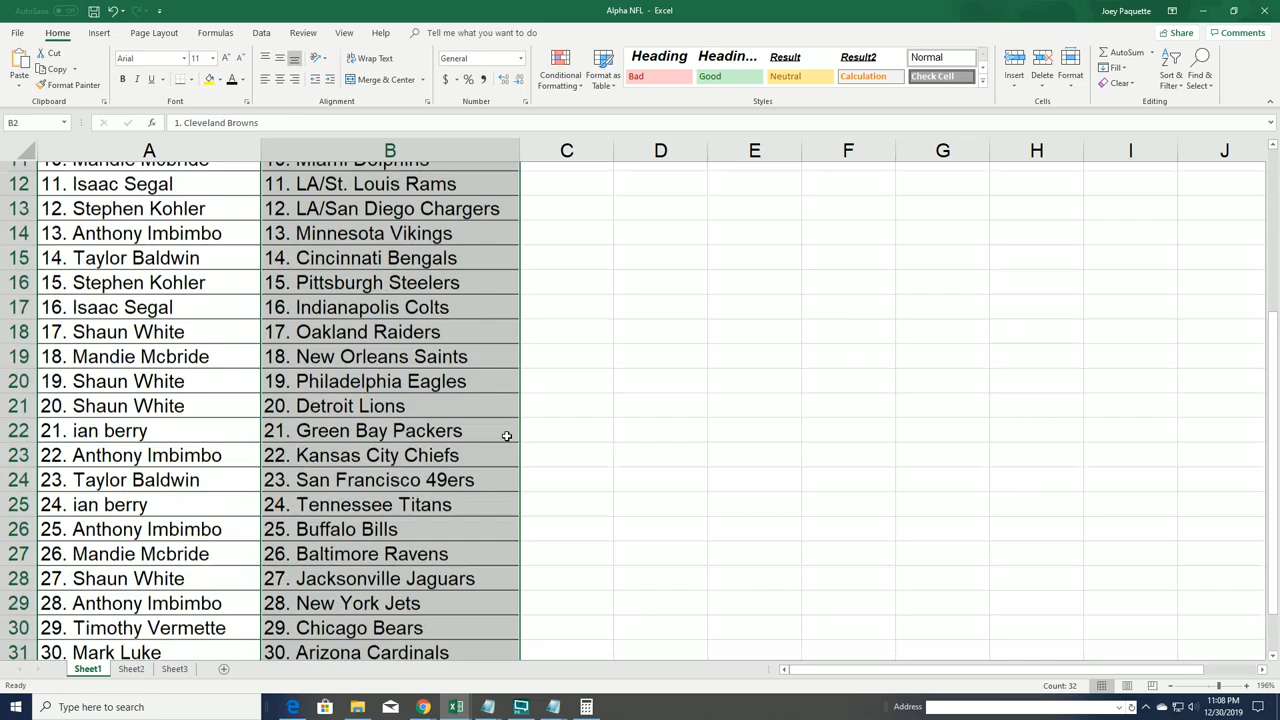 AutoSave Off
Alpha NFL - Excel
Joey Paquette
File Home Insert Page Layout Formulas Data Review View Help Tell me what you want to do
Share Comments
Paste Cut Copy Format Painter
Arial 11
B I U A
Wrap Text
Merge & Center
General
$ % ,
Conditional Formatting
Format as Table
Heading Headin... Result Result2 Normal
Bad Good Neutral Calculation Check Cell
Insert Delete Format
AutoSum
Fill
Clear
Sort & Filter
Find & Select
Clipboard Font Alignment Number Styles Cells Editing
B2 fx 1. Cleveland Browns
A B C D E F G H I J
11 10. Mandie Mcbride 10. Miami Dolphins
12 11. Isaac Segal 11. LA/St. Louis Rams
13 12. Stephen Kohler 12. LA/San Diego Chargers
14 13. Anthony Imbimbo 13. Minnesota Vikings
15 14. Taylor Baldwin 14. Cincinnati Bengals
16 15. Stephen Kohler 15. Pittsburgh Steelers
17 16. Isaac Segal 16. Indianapolis Colts
18 17. Shaun White 17. Oakland Raiders
19 18. Mandie Mcbride 18. New Orleans Saints
20 19. Shaun White 19. Philadelphia Eagles
21 20. Shaun White 20. Detroit Lions
22 21. ian berry 21. Green Bay Packers
23 22. Anthony Imbimbo 22. Kansas City Chiefs
24 23. Taylor Baldwin 23. San Francisco 49ers
25 24. ian berry 24. Tennessee Titans
26 25. Anthony Imbimbo 25. Buffalo Bills
27 26. Mandie Mcbride 26. Baltimore Ravens
28 27. Shaun White 27. Jacksonville Jaguars
29 28. Anthony Imbimbo 28. New York Jets
30 29. Timothy Vermette 29. Chicago Bears
31 30. Mark Luke 30. Arizona Cardinals
Sheet1 Sheet2 Sheet3
Ready
Count: 32
196%
Type here to search
Address
11:08 PM
12/30/2019